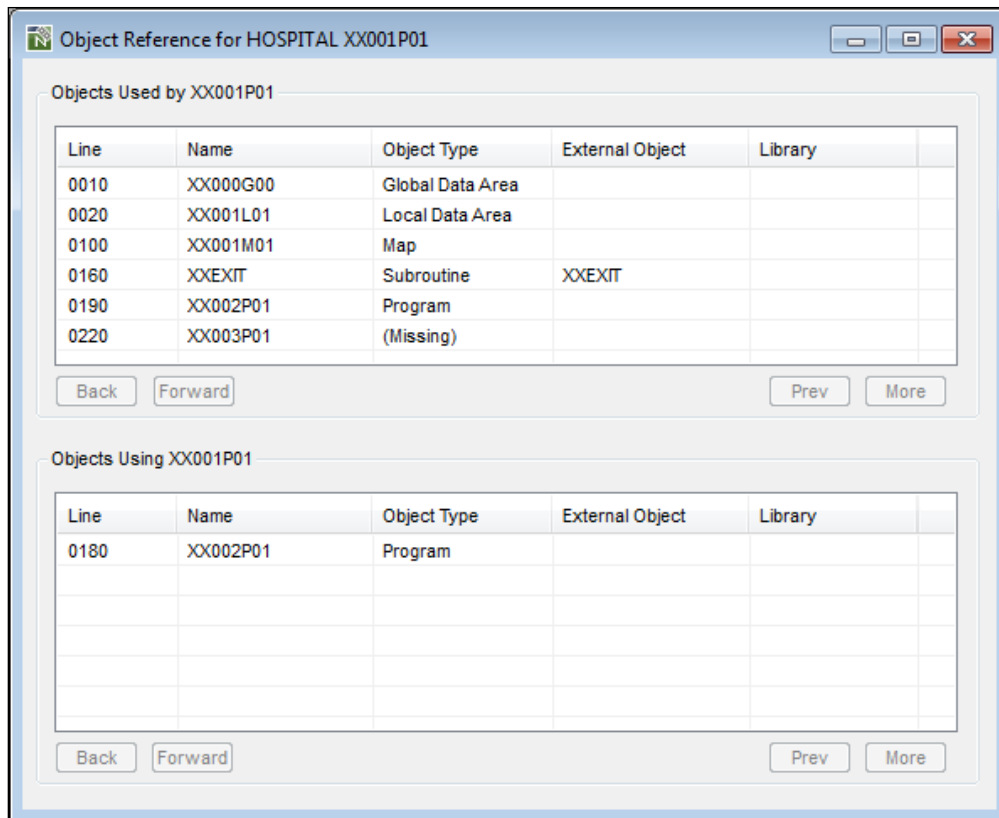 Object Reference for HOSPITAL XX001P01
Objects Used by XX001P01
Line Name Object Type External Object Library
0010 XX000G00 Global Data Area
0020 XX001L01 Local Data Area
0100 XX001M01 Map
0160 XXEXIT Subroutine XXEXIT
0190 XX002P01 Program
0220 XX003P01 (Missing)
Back Forward Prev More
Objects Using XX001P01
Line Name Object Type External Object Library
0180 XX002P01 Program
Back Forward Prev More